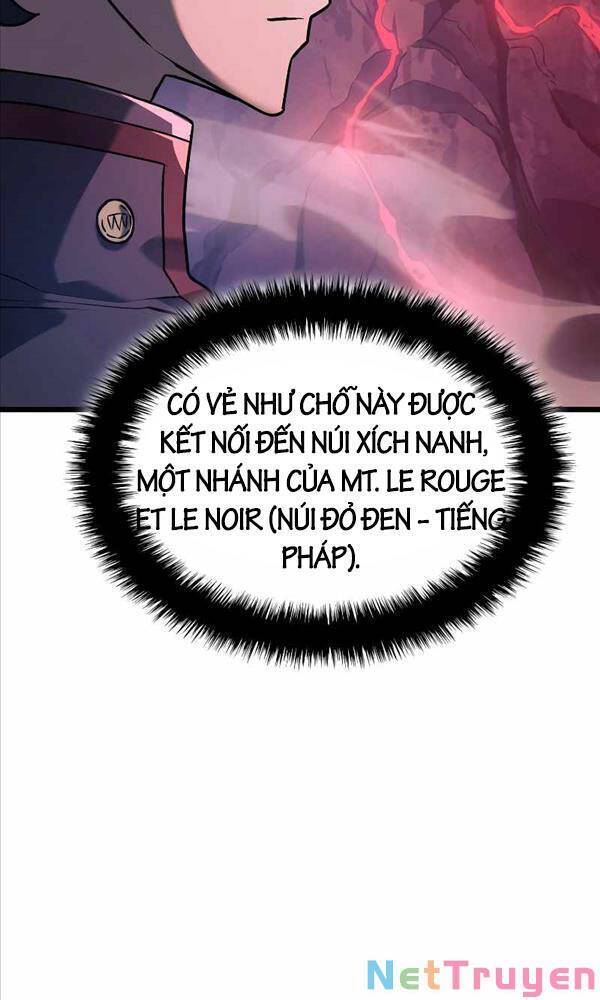 CÓ VẺ NHƯ CHỖ NÀY ĐƯỢC
KẾT NỐI ĐẾN NÚI XÍCH NANH,
MỘT NHÁNH CỦA MT. LE ROUGE
ET LE NOIR (NÚI ĐỎ ĐEN - TIẾNG
PHÁP).
NetTruyen